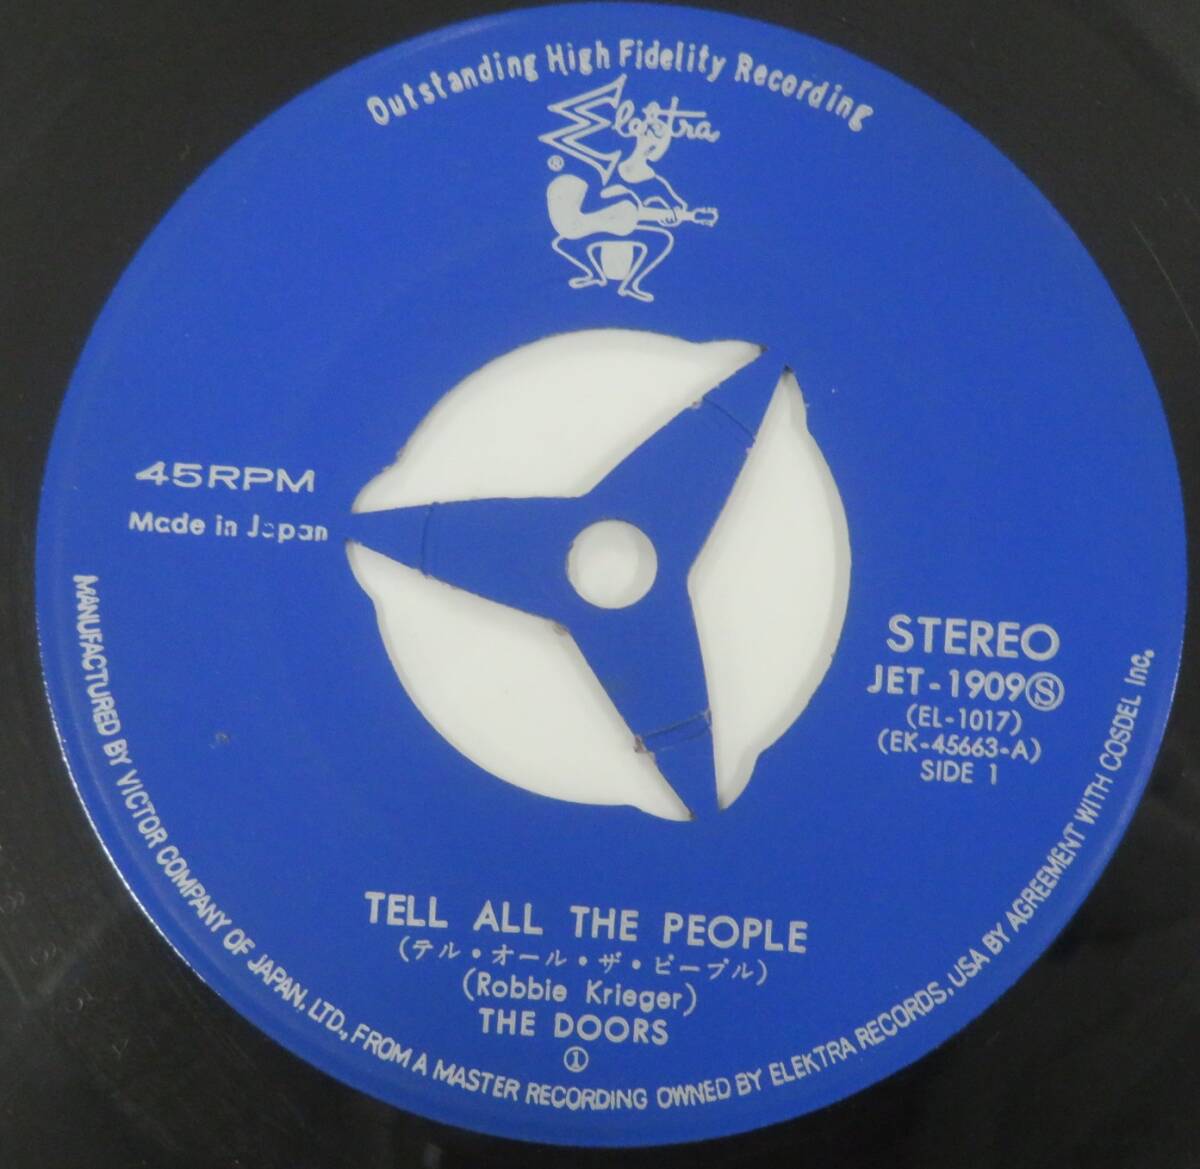 Outstanding High Fidelity Recording
Elektra
®
45RPM
Made in Japan
STEREO
JET-1909Ⓢ
(EL-1017)
(EK-45663-A)
SIDE 1
TELL ALL THE PEOPLE
(テル・オール・ザ・ピープル)
(Robbie Krieger)
THE DOORS
①
MANUFACTURED BY VICTOR COMPANY OF JAPAN, LTD., FROM A MASTER RECORDING OWNED BY ELEKTRA RECORDS, USA BY AGREEMENT WITH COSDEL Inc.